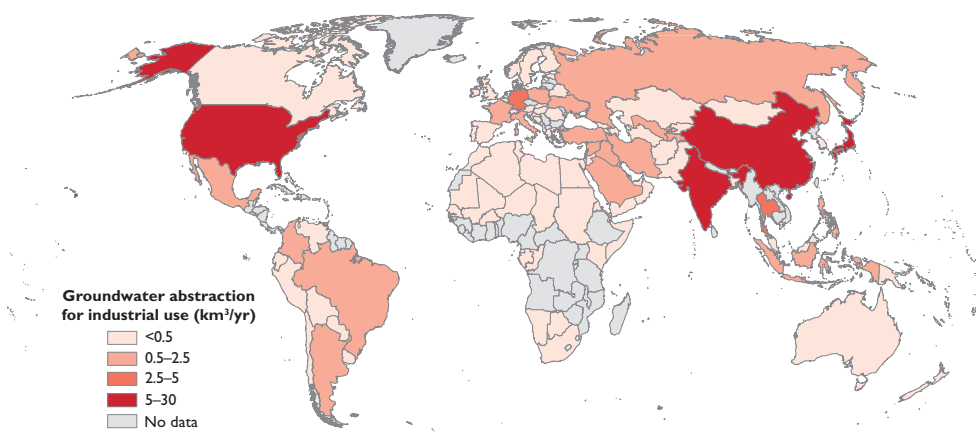 Groundwater abstraction
for industrial use (km³/yr)
<0.5
0.5–2.5
2.5–5
5–30
No data